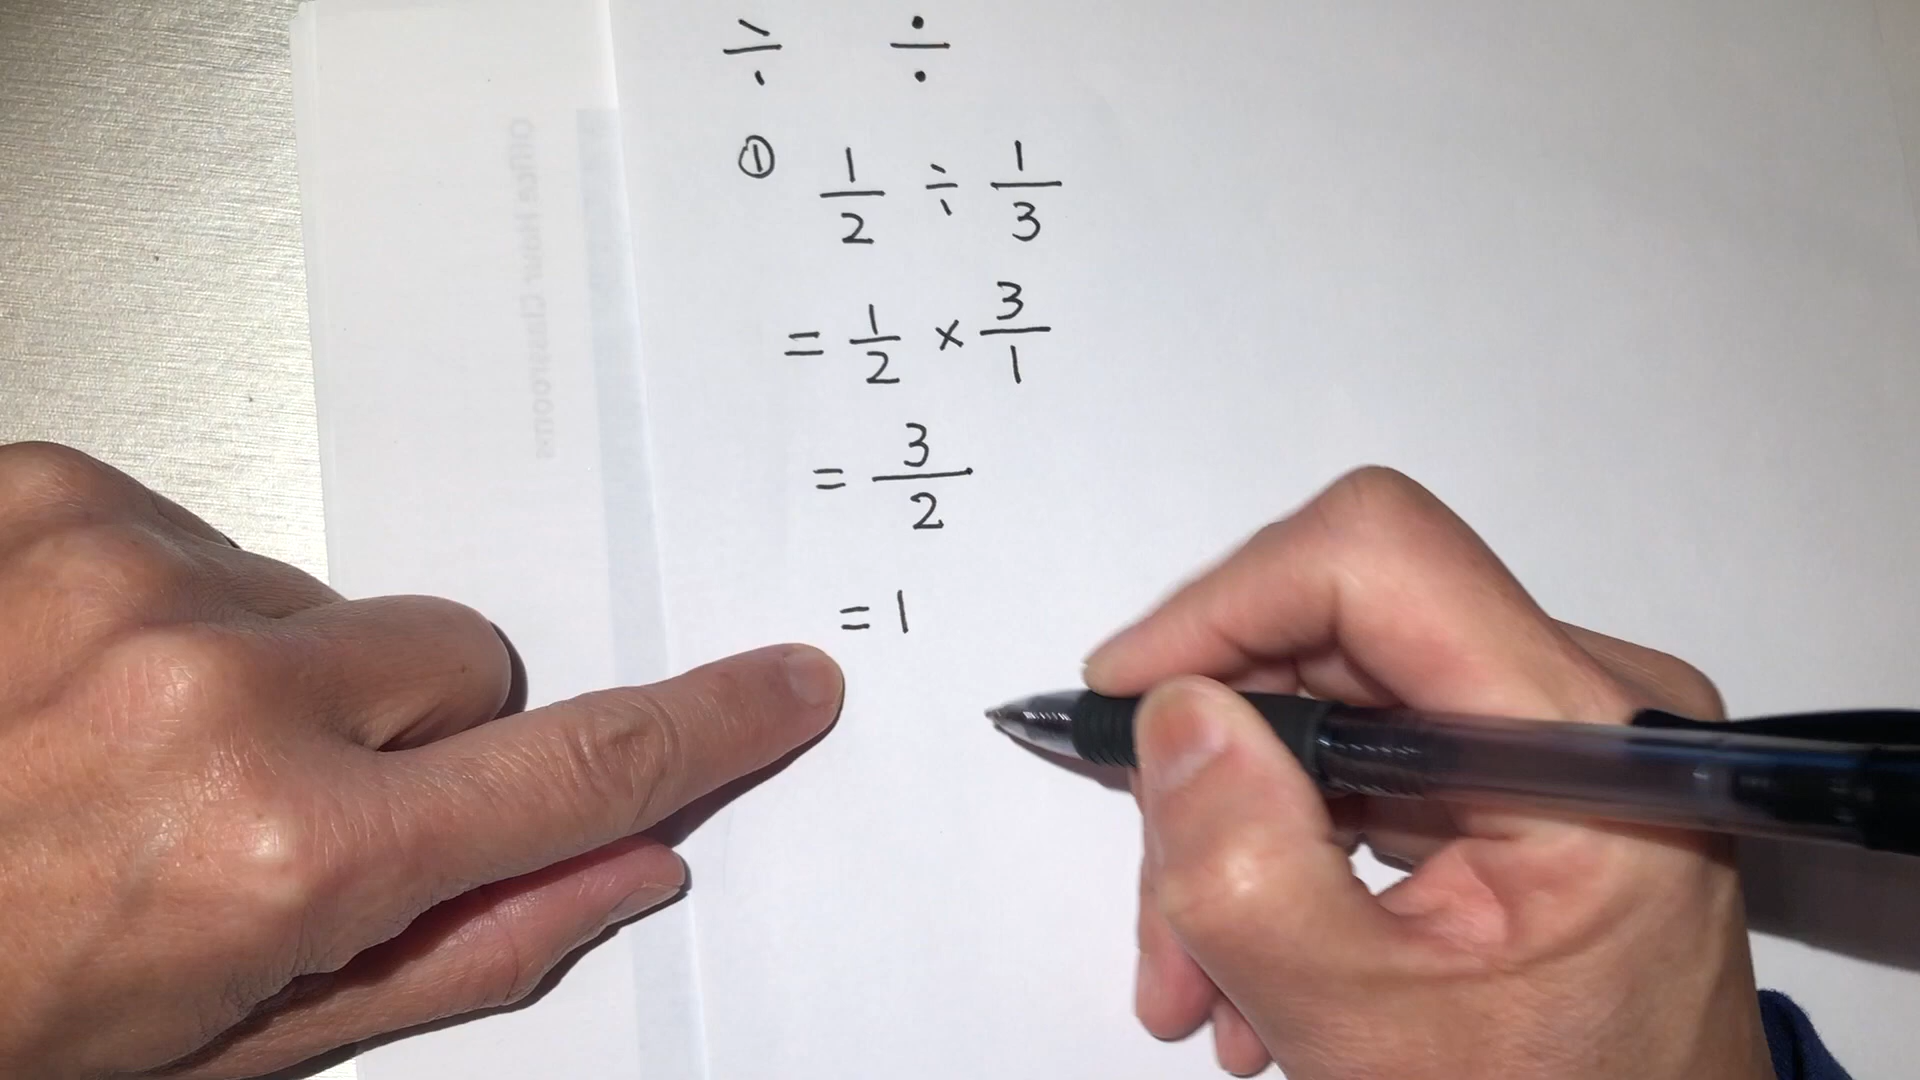 ÷ ÷
① 1/2 ÷ 1/3
= 1/2 × 3/1
= 3/2
= 1